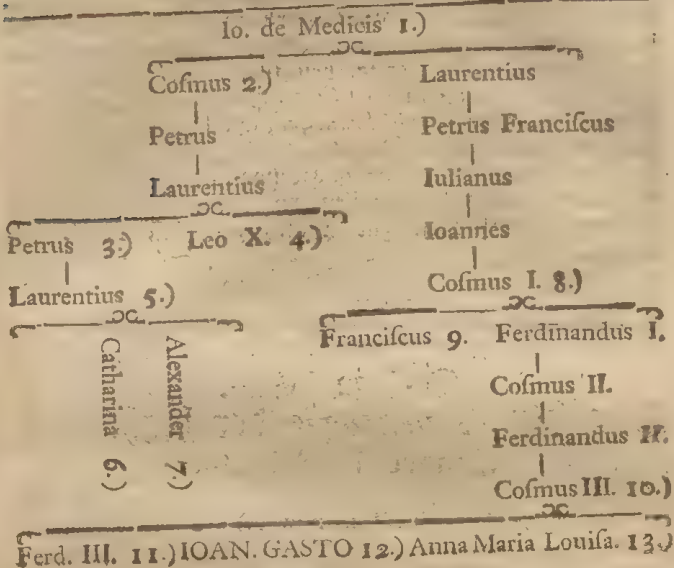 Io. de Medicis 1.)
Coſmus 2.) Laurentius
Petrus Petrus Franciſcus
Laurentius Iulianus
Petrus 3.) Leo X. 4.) Ioannes
Laurentius 5.) Coſmus I. 8.)
Catharina 6.) Alexander 7.) Franciſcus 9. Ferdinandus I.
Coſmus II.
Ferdinandus II.
Coſmus III. 10.)
Ferd. III. 11.) IOAN. GASTO 12.) Anna Maria Louiſa. 13.)